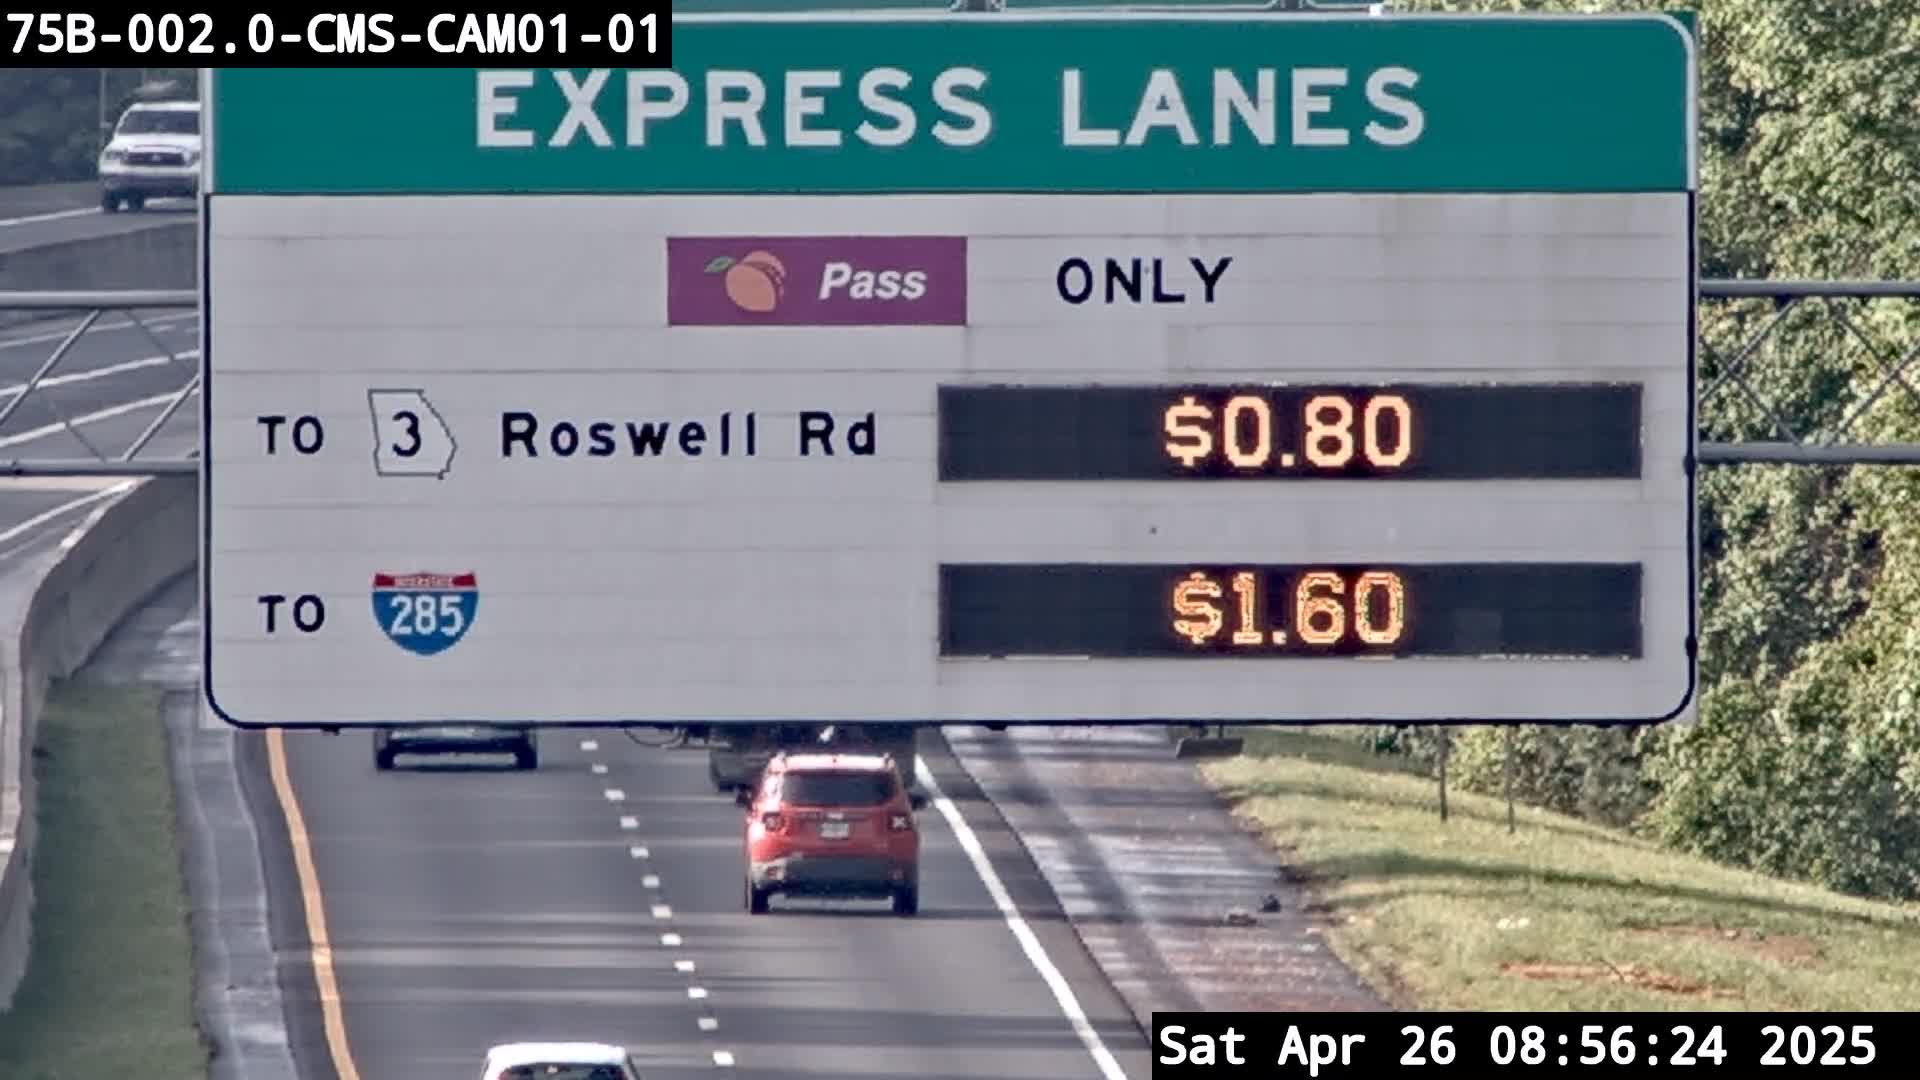 75B-002.0-CMS-CAM01-01
EXPRESS LANES
Pass ONLY
TO 3 Roswell Rd $0.80
TO INTERSTATE 285 $1.60
Sat Apr 26 08:56:24 2025